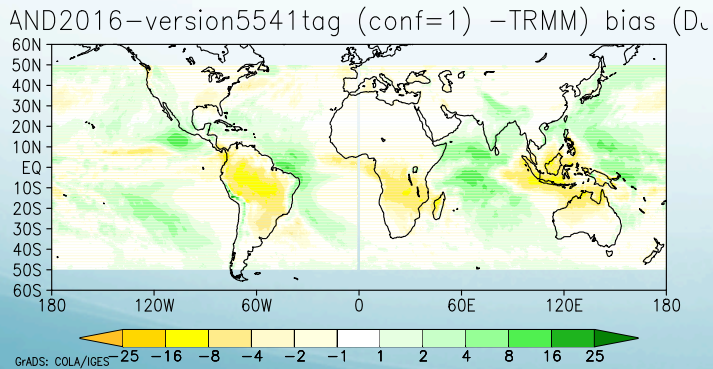 AND2016-version5541tag (conf=1) -TRMM) bias (DJ
60N
50N
40N
30N
20N
10N
EQ
10S
20S
30S
40S
50S
60S
180 120W 60W 0 60E 120E 180
-25 -16 -8 -4 -2 -1 1 2 4 8 16 25
GrADS: COLA/IGES